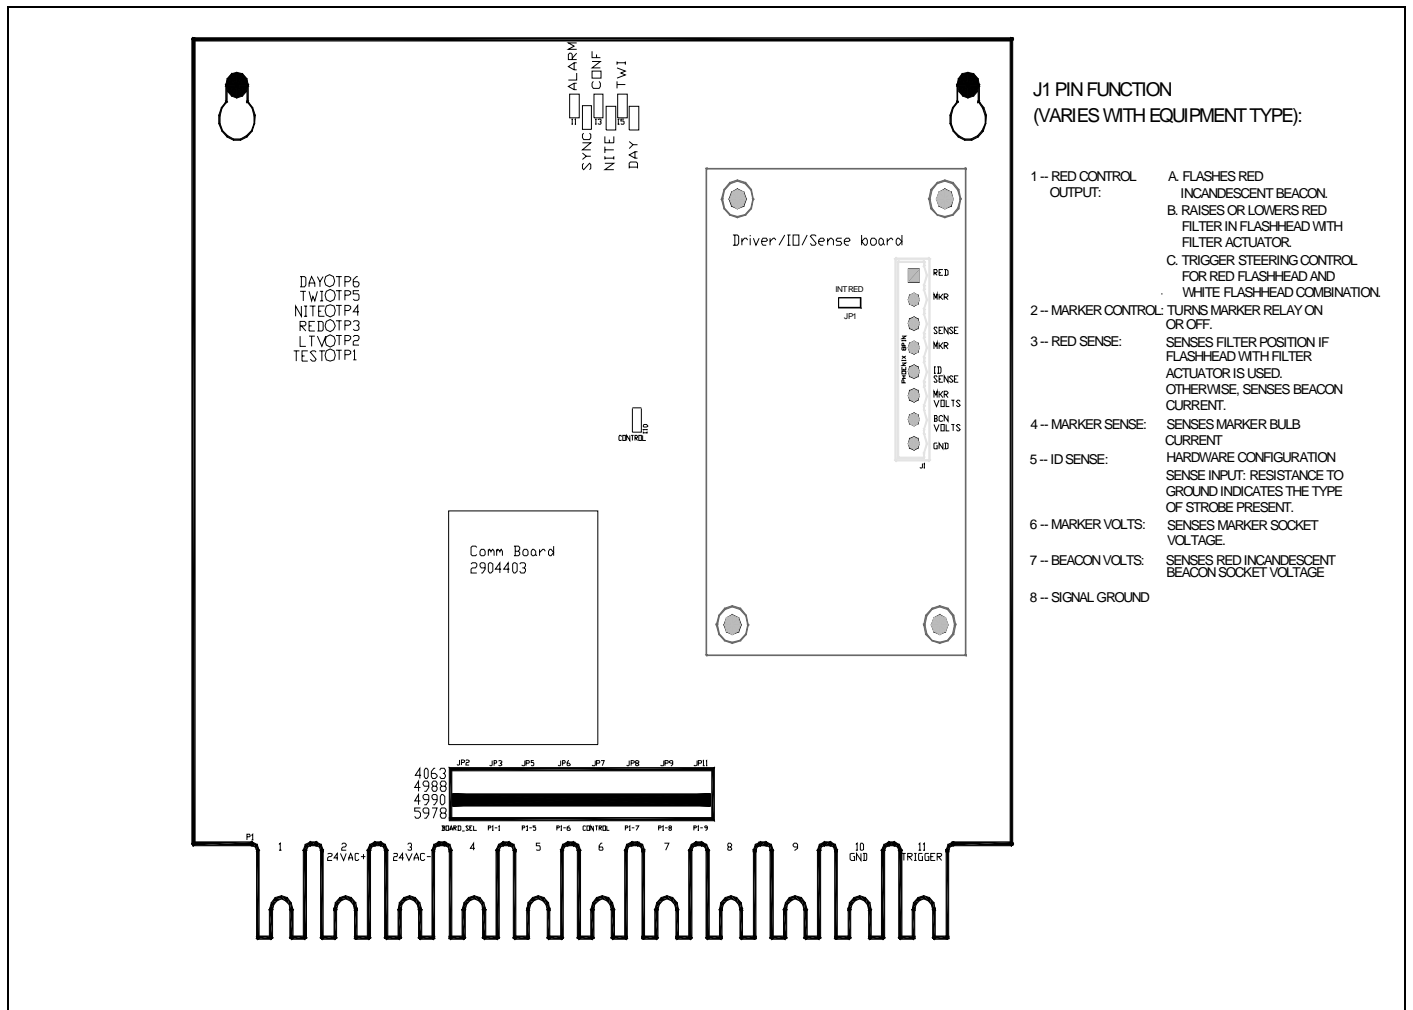 ALARM
CONF
TWI
I1
I3
I5
SYNC
NITE
DAY
J1 PIN FUNCTION
(VARIES WITH EQUIPMENT TYPE):
1 -- RED CONTROL
OUTPUT:
A. FLASHES RED
INCANDESCENT BEACON.
B. RAISES OR LOWERS RED
FILTER IN FLASHHEAD WITH
FILTER ACTUATOR.
C. TRIGGER STEERING CONTROL
FOR RED FLASHHEAD AND
WHITE FLASHHEAD COMBINATION.
2 -- MARKER CONTROL: TURNS MARKER RELAY ON
OR OFF.
3 -- RED SENSE: SENSES FILTER POSITION IF
FLASHHEAD WITH FILTER
ACTUATOR IS USED.
OTHERWISE, SENSES BEACON
CURRENT.
4 -- MARKER SENSE: SENSES MARKER BULB
CURRENT
5 -- ID SENSE: HARDWARE CONFIGURATION
SENSE INPUT: RESISTANCE TO
GROUND INDICATES THE TYPE
OF STROBE PRESENT.
6 -- MARKER VOLTS: SENSES MARKER SOCKET
VOLTAGE.
7 -- BEACON VOLTS: SENSES RED INCANDESCENT
BEACON SOCKET VOLTAGE
8 -- SIGNAL GROUND
Driver/IO/Sense board
INT RED
JP1
PHOENIX 8PIN
RED
MKR
SENSE
MKR
ID
SENSE
MKR
VOLTS
BCN
VOLTS
GND
J1
DAY TP6
TWI TP5
NITE TP4
RED TP3
LTV TP2
TEST TP1
I10
CONTROL
Comm Board
2904403
JP2 JP3 JP5 JP6 JP7 JP8 JP9 JP11
4063
4988
4990
5978
BOARD_SEL P1-1 P1-5 P1-6 CONTROL P1-7 P1-8 P1-9
P1
1 2 3 4 5 6 7 8 9 10 11
24VAC+ 24VAC- GND TRIGGER